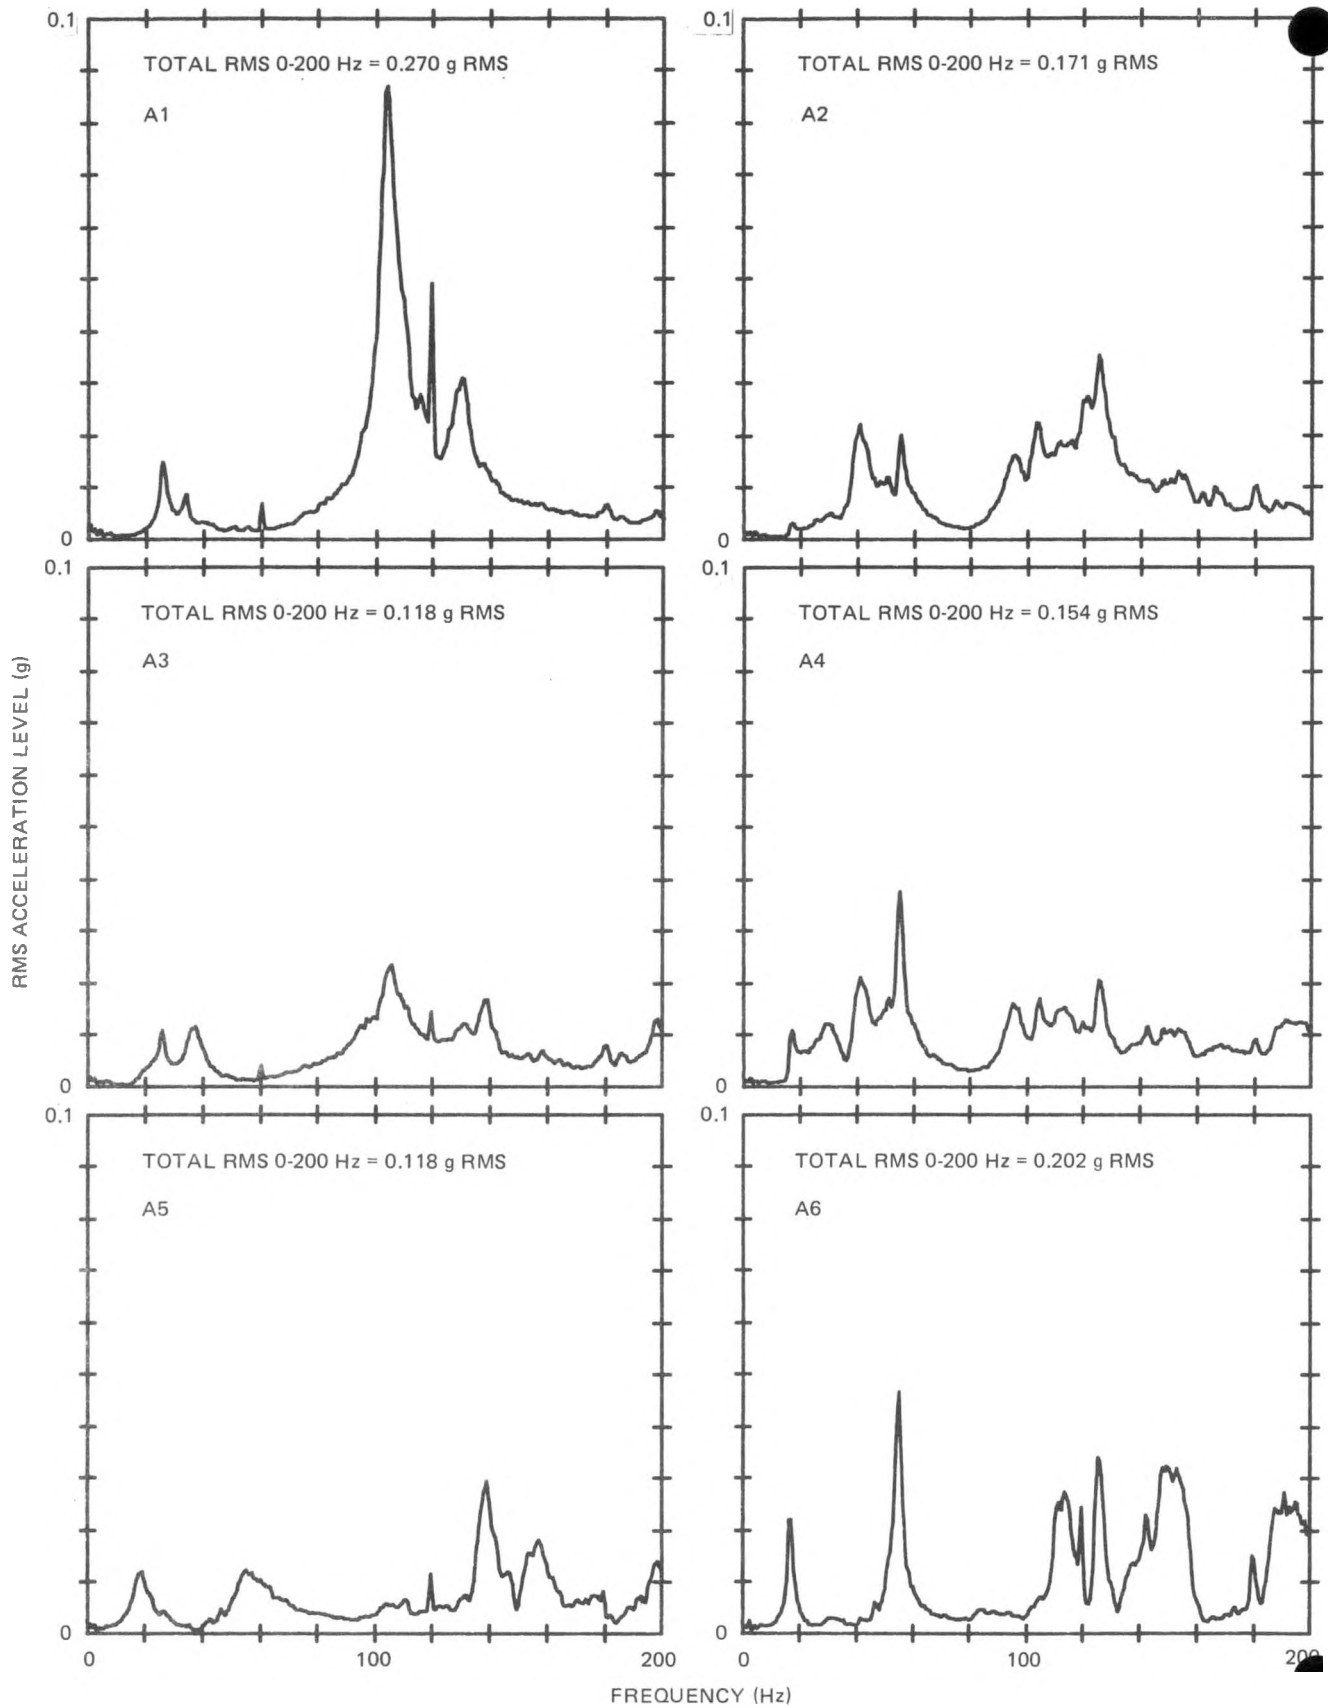 0.1
TOTAL RMS 0-200 Hz = 0.270 g RMS
A1
0
0.1
TOTAL RMS 0-200 Hz = 0.171 g RMS
A2
0
0.1
TOTAL RMS 0-200 Hz = 0.118 g RMS
A3
0
0.1
TOTAL RMS 0-200 Hz = 0.154 g RMS
A4
0
0.1
TOTAL RMS 0-200 Hz = 0.118 g RMS
A5
0
0.1
TOTAL RMS 0-200 Hz = 0.202 g RMS
A6
0
0 100 200
0 100 200
RMS ACCELERATION LEVEL (g)
FREQUENCY (Hz)